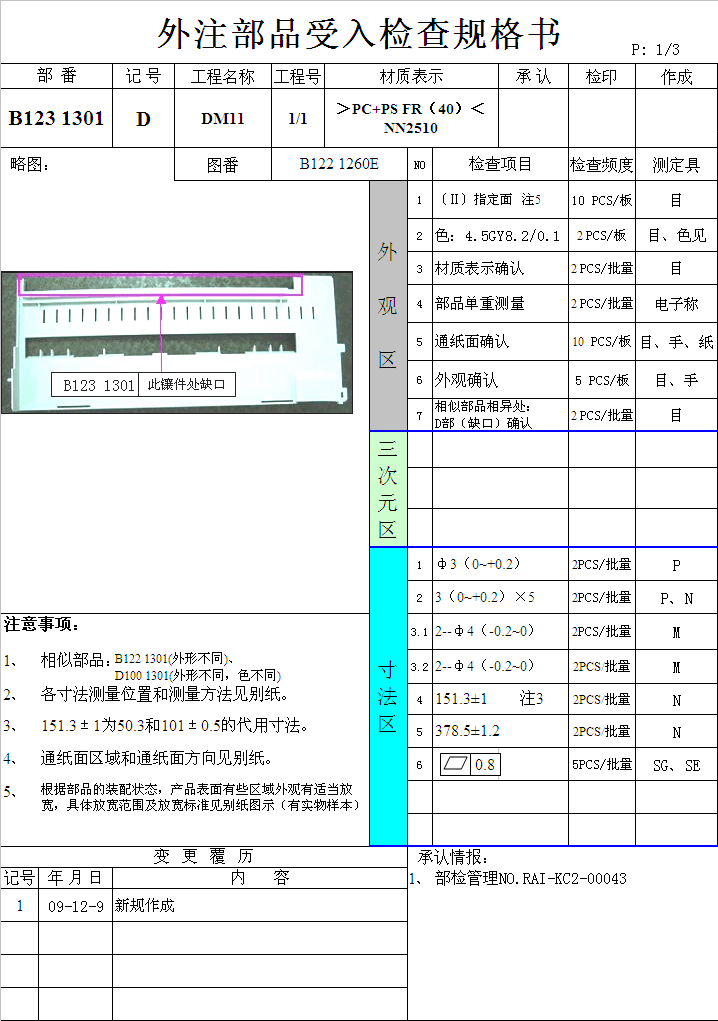 外注部品受入检查规格书
P: 1/3
部 番 记 号 工程名称 工程号 材质表示 承 认 检印 作成
B123 1301 D DM11 1/1 ＞PC+PS FR（40）＜
NN2510
略图： 图番 B122 1260E NO 检查项目 检查频度 测定具
外观区
1 （Ⅱ）指定面 注5 10 PCS/板 目
2 色：4.5GY8.2/0.1 2PCS/板 目、色见
3 材质表示确认 2PCS/批量 目
4 部品单重测量 2PCS/批量 电子称
5 通纸面确认 10 PCS/板 目、手、纸
6 外观确认 5 PCS/板 目、手
7 相似部品相异处：
D部（缺口）确认 2PCS/批量 目
B123 1301 此镶件处缺口
三次元区
寸法区
1 φ3（0~+0.2） 2PCS/批量 P
2 3（0~+0.2）×5 2PCS/批量 P、N
3.1 2--φ4（-0.2~0） 2PCS/批量 M
3.2 2--φ4（-0.2~0） 2PCS/批量 M
4 151.3±1 注3 2PCS/批量 N
5 378.5±1.2 2PCS/批量 N
6 0.8 5PCS/批量 SG、SE
注意事项：
1、 相似部品：B122 1301(外形不同)、
D100 1301(外形不同，色不同)
2、 各寸法测量位置和测量方法见别纸。
3、 151.3±1为50.3和101±0.5的代用寸法。
4、 通纸面区域和通纸面方向见别纸。
5、 根据部品的装配状态，产品表面有些区域外观有适当放
宽，具体放宽范围及放宽标准见别纸图示（有实物样本）
变 更 覆 历
记号 年 月 日 内 容
1 09-12-9 新规作成
承认情报：
1、 部检管理NO.RAI-KC2-00043